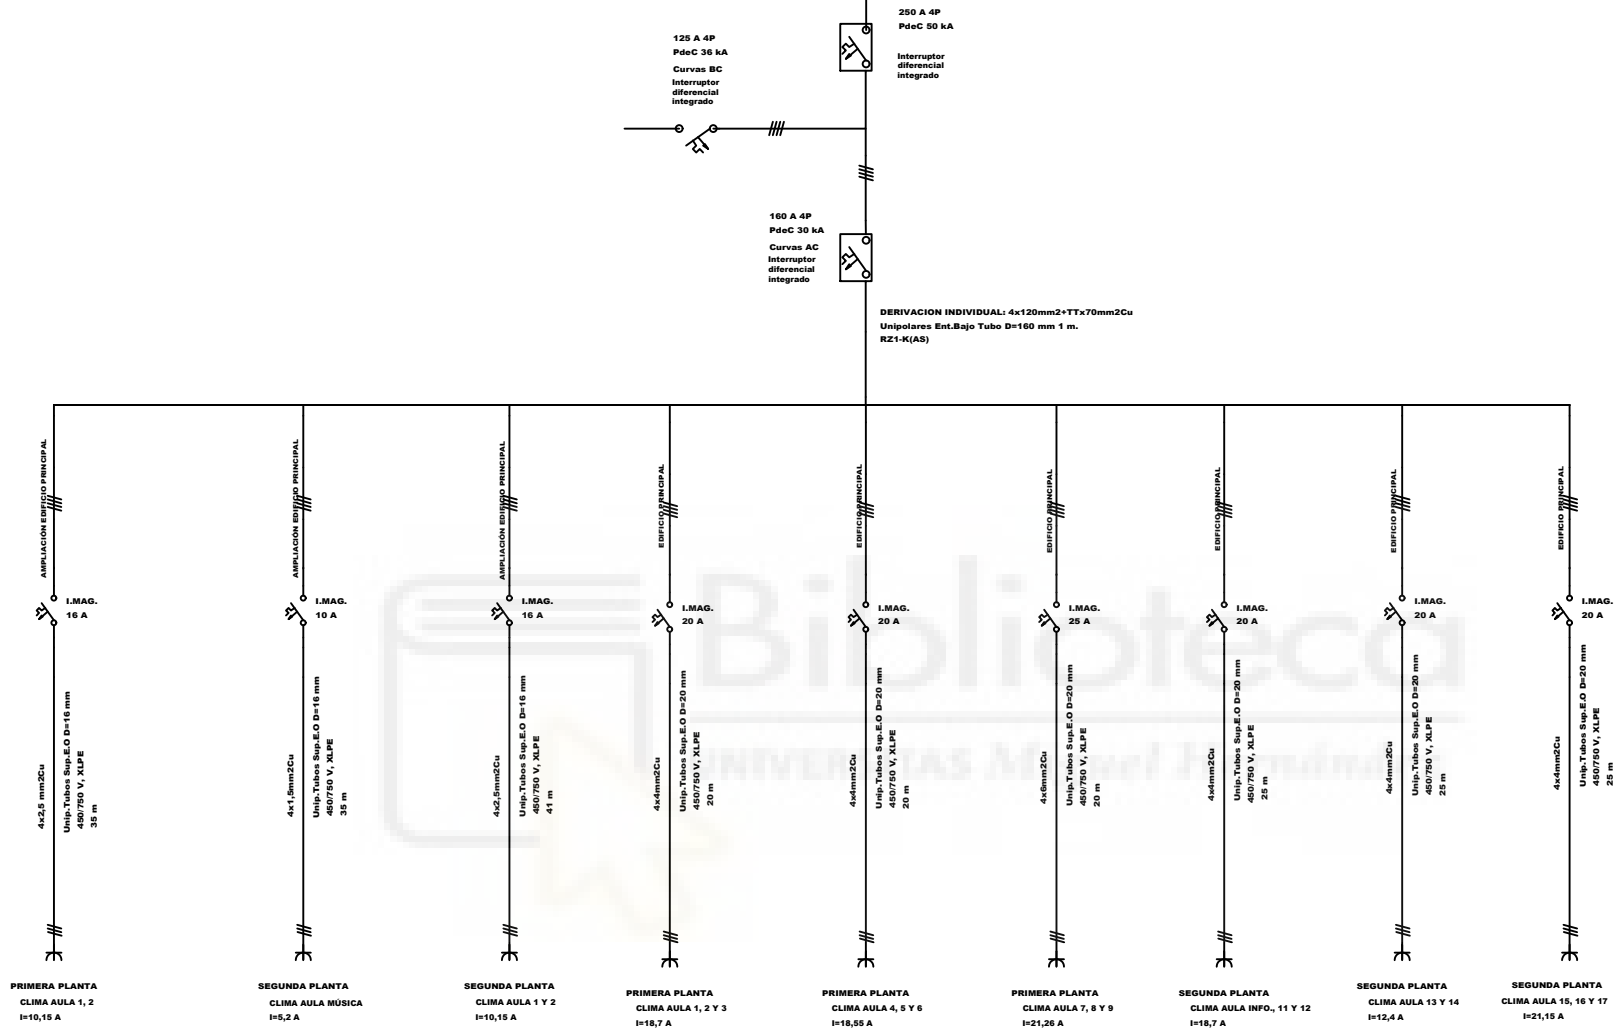 250 A 4P
PdeC 50 kA
Interruptor
diferencial
integrado
125 A 4P
PdeC 36 kA
Curvas BC
Interruptor
diferencial
integrado
160 A 4P
PdeC 30 kA
Curvas AC
Interruptor
diferencial
integrado
DERIVACION INDIVIDUAL: 4x120mm2+TTx70mm2Cu
Unipolares Ent.Bajo Tubo D=160 mm 1 m.
RZ1-K(AS)
AMPLIACIÓN EDIFICIO PRINCIPAL
I.MAG.
16 A
4x2,5 mm2Cu
Unip.Tubos Sup.E.O D=16 mm
450/750 V, XLPE
35 m
PRIMERA PLANTA
CLIMA AULA 1, 2
I=10,15 A
AMPLIACIÓN EDIFICIO PRINCIPAL
I.MAG.
10 A
4x1,5mm2Cu
Unip.Tubos Sup.E.O D=16 mm
450/750 V, XLPE
35 m
SEGUNDA PLANTA
CLIMA AULA MÚSICA
I=5,2 A
AMPLIACIÓN EDIFICIO PRINCIPAL
I.MAG.
16 A
4x2,5mm2Cu
Unip.Tubos Sup.E.O D=16 mm
450/750 V, XLPE
41 m
SEGUNDA PLANTA
CLIMA AULA 1 Y 2
I=10,15 A
EDIFICIO PRINCIPAL
I.MAG.
20 A
4x4mm2Cu
Unip.Tubos Sup.E.O D=20 mm
450/750 V, XLPE
20 m
PRIMERA PLANTA
CLIMA AULA 1, 2 Y 3
I=18,7 A
EDIFICIO PRINCIPAL
I.MAG.
20 A
4x4mm2Cu
Unip.Tubos Sup.E.O D=20 mm
450/750 V, XLPE
20 m
PRIMERA PLANTA
CLIMA AULA 4, 5 Y 6
I=18,55 A
EDIFICIO PRINCIPAL
I.MAG.
25 A
4x6mm2Cu
Unip.Tubos Sup.E.O D=20 mm
450/750 V, XLPE
20 m
PRIMERA PLANTA
CLIMA AULA 7, 8 Y 9
I=21,26 A
EDIFICIO PRINCIPAL
I.MAG.
20 A
4x4mm2Cu
Unip.Tubos Sup.E.O D=20 mm
450/750 V, XLPE
25 m
SEGUNDA PLANTA
CLIMA AULA INFO., 11 Y 12
I=18,7 A
EDIFICIO PRINCIPAL
I.MAG.
20 A
4x4mm2Cu
Unip.Tubos Sup.E.O D=20 mm
450/750 V, XLPE
25 m
SEGUNDA PLANTA
CLIMA AULA 13 Y 14
I=12,4 A
EDIFICIO PRINCIPAL
I.MAG.
20 A
4x4mm2Cu
Unip.Tubos Sup.E.O D=20 mm
450/750 V, XLPE
25 m
SEGUNDA PLANTA
CLIMA AULA 15, 16 Y 17
I=21,15 A
Biblioteca
UNIVERSITAS Miguel Hernández